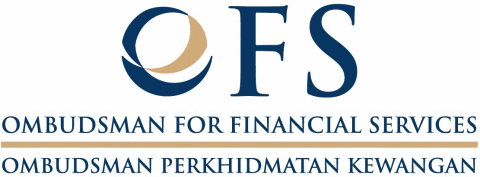 OFS
OMBUDSMAN FOR FINANCIAL SERVICES
OMBUDSMAN PERKHIDMATAN KEWANGAN